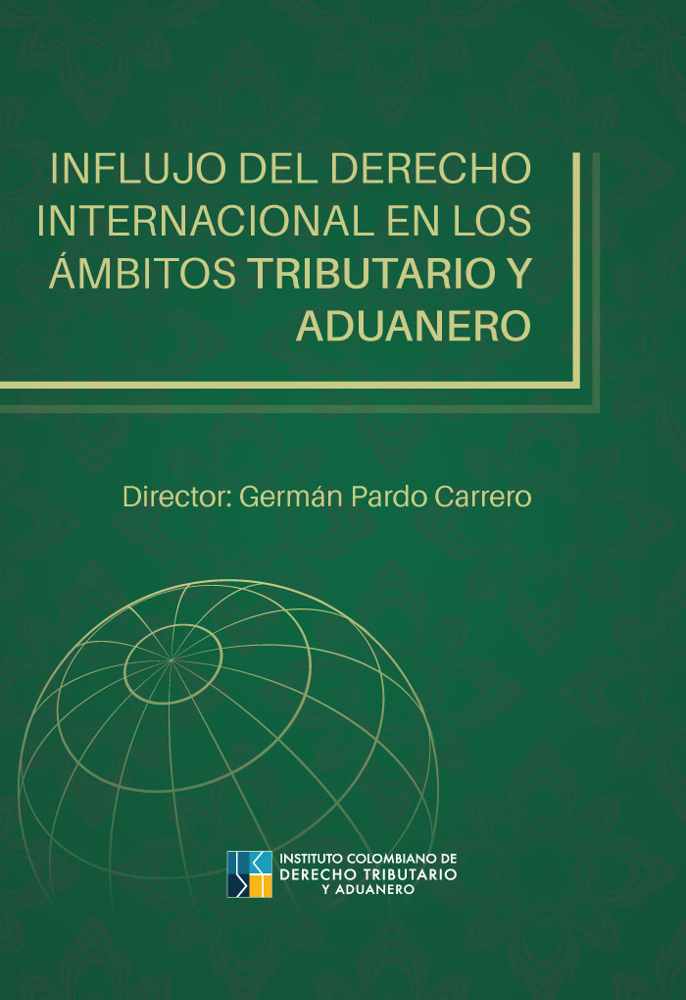 INFLUJO DEL DERECHO
INTERNACIONAL EN LOS
ÁMBITOS TRIBUTARIO Y
ADUANERO
Director: Germán Pardo Carrero
INSTITUTO COLOMBIANO DE
DERECHO TRIBUTARIO
Y ADUANERO